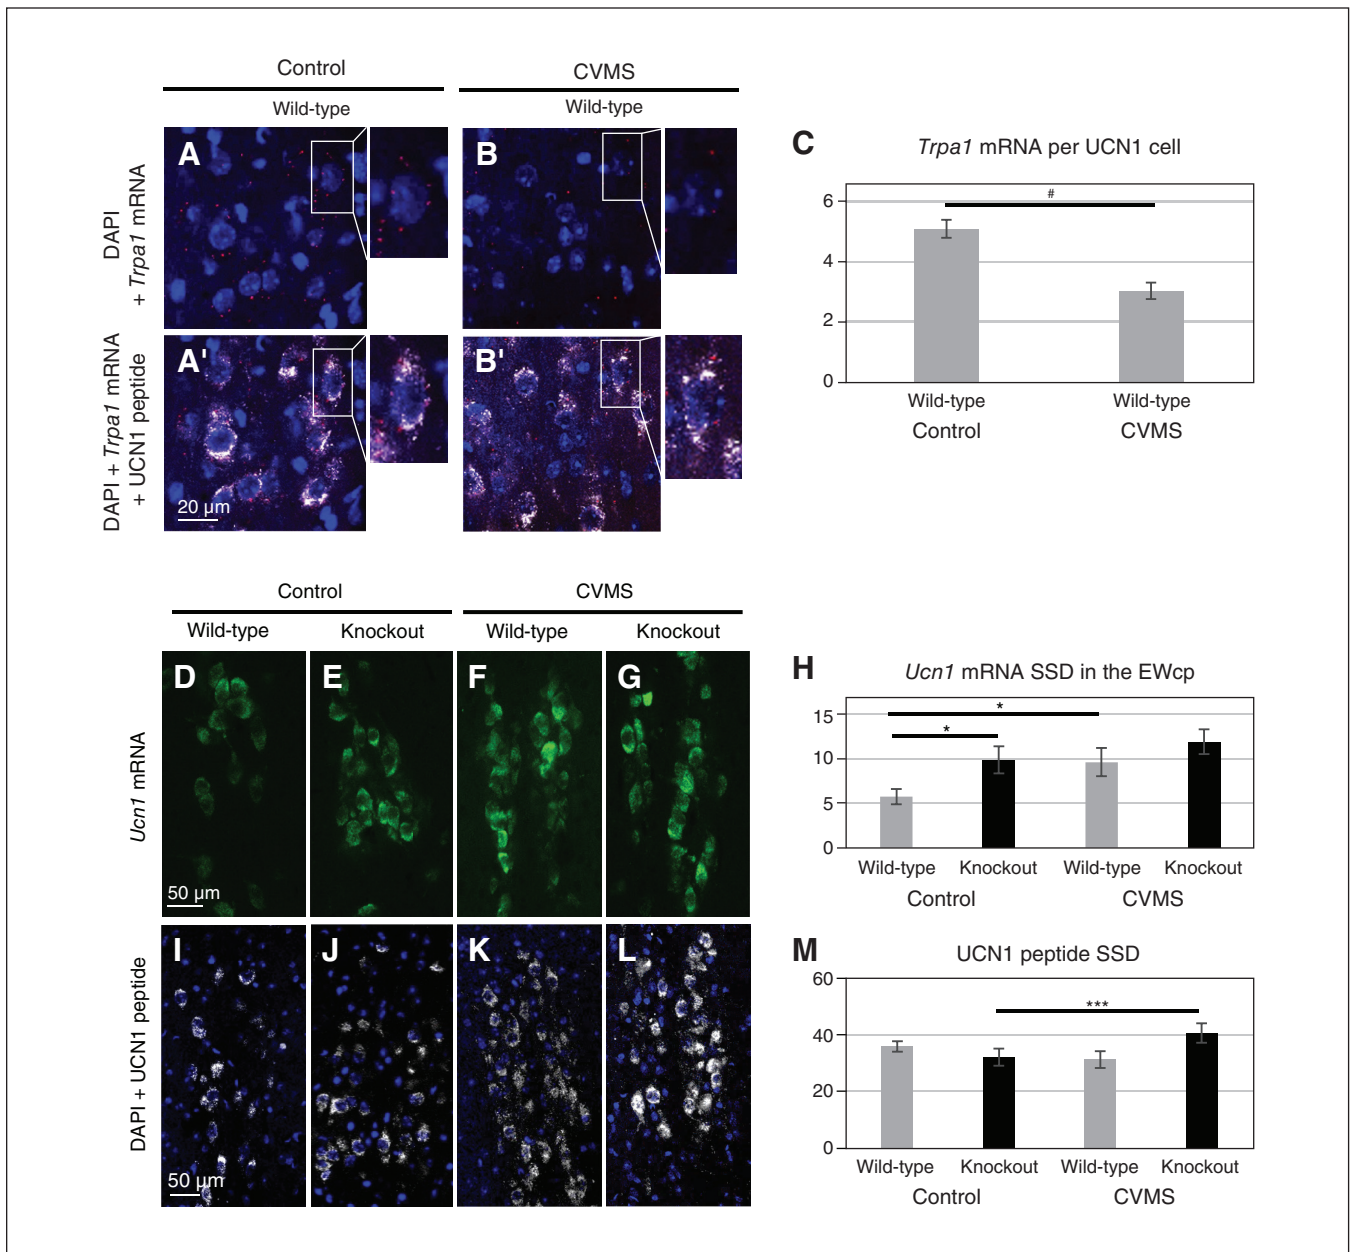 Control
CVMS
Wild-type
Wild-type
DAPI
+ Trpa1 mRNA
A
B
DAPI + Trpa1 mRNA
+ UCN1 peptide
A'
B'
20 µm
C
Trpa1 mRNA per UCN1 cell
6
4
2
0
#
Wild-type
Wild-type
Control
CVMS
Control
CVMS
Wild-type
Knockout
Wild-type
Knockout
Ucn1 mRNA
D
E
F
G
50 µm
H
Ucn1 mRNA SSD in the EWcp
15
10
5
0
*
*
Wild-type
Knockout
Wild-type
Knockout
Control
CVMS
DAPI + UCN1 peptide
I
J
K
L
50 µm
M
UCN1 peptide SSD
60
40
20
0
***
Wild-type
Knockout
Wild-type
Knockout
Control
CVMS